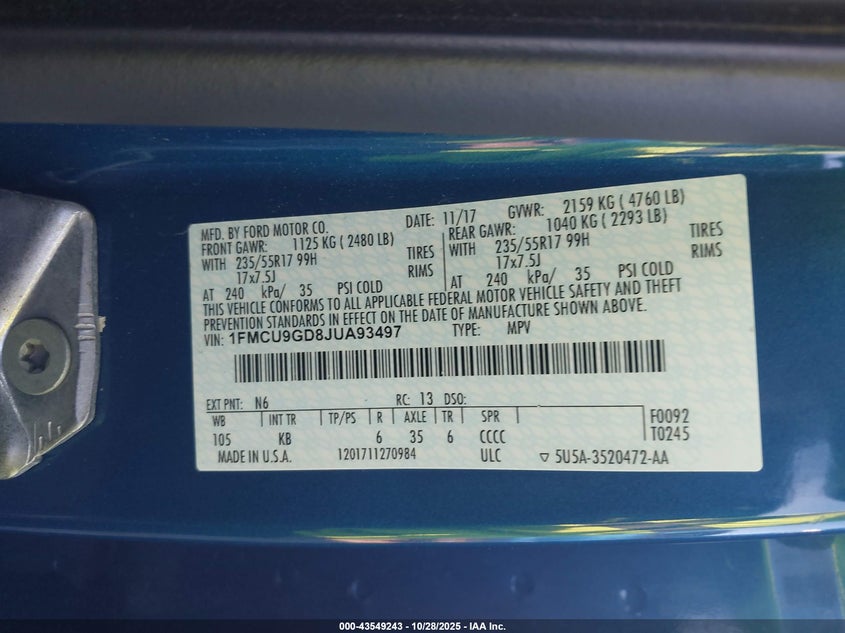 MFD. BY FORD MOTOR CO. DATE: 11/17 GVWR: 2159 KG ( 4760 LB)
FRONT GAWR: 1125 KG ( 2480 LB) REAR GAWR: 1040 KG ( 2293 LB)
WITH 235/55R17 99H TIRES WITH 235/55R17 99H TIRES
17x7.5J RIMS 17x7.5J RIMS
AT 240 kPa/ 35 PSI COLD AT 240 kPa/ 35 PSI COLD
THIS VEHICLE CONFORMS TO ALL APPLICABLE FEDERAL MOTOR VEHICLE SAFETY AND THEFT
PREVENTION STANDARDS IN EFFECT ON THE DATE OF MANUFACTURE SHOWN ABOVE.
VIN: 1FMCU9GD8JUA93497 TYPE: MPV
EXT PNT: N6 RC: 13 DSO:
WB INT TR TP/PS R AXLE TR SPR F0092
105 KB 6 35 6 CCCC T0245
MADE IN U.S.A. 1201711270984 ULC ▽ 5U5A-3520472-AA
000-43549243 - 10/28/2025 - IAA Inc.